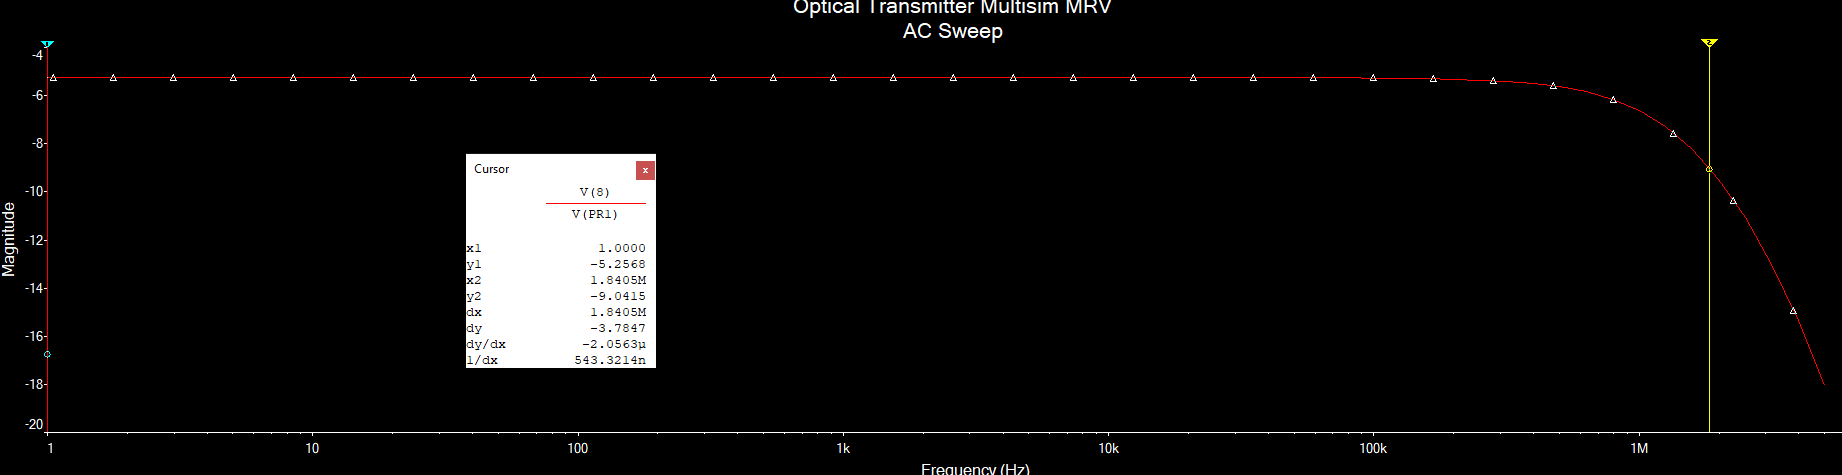 Optical Transmitter Multisim MRV
AC Sweep
Magnitude
-4
-6
-8
-10
-12
-14
-16
-18
-20
Cursor x
V(8)
V(PR1)
x1 1.0000
y1 -5.2568
x2 1.8405M
y2 -9.0415
dx 1.8405M
dy -3.7847
dy/dx -2.0563µ
1/dx 543.3214n
1 10 100 1k 10k 100k 1M
Frequency (Hz)